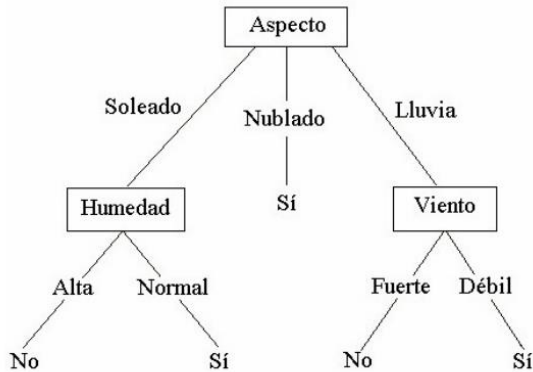 Aspecto
Soleado
Nublado
Lluvia
Humedad
Sí
Viento
Alta
Normal
Fuerte
Débil
No
Sí
No
Sí